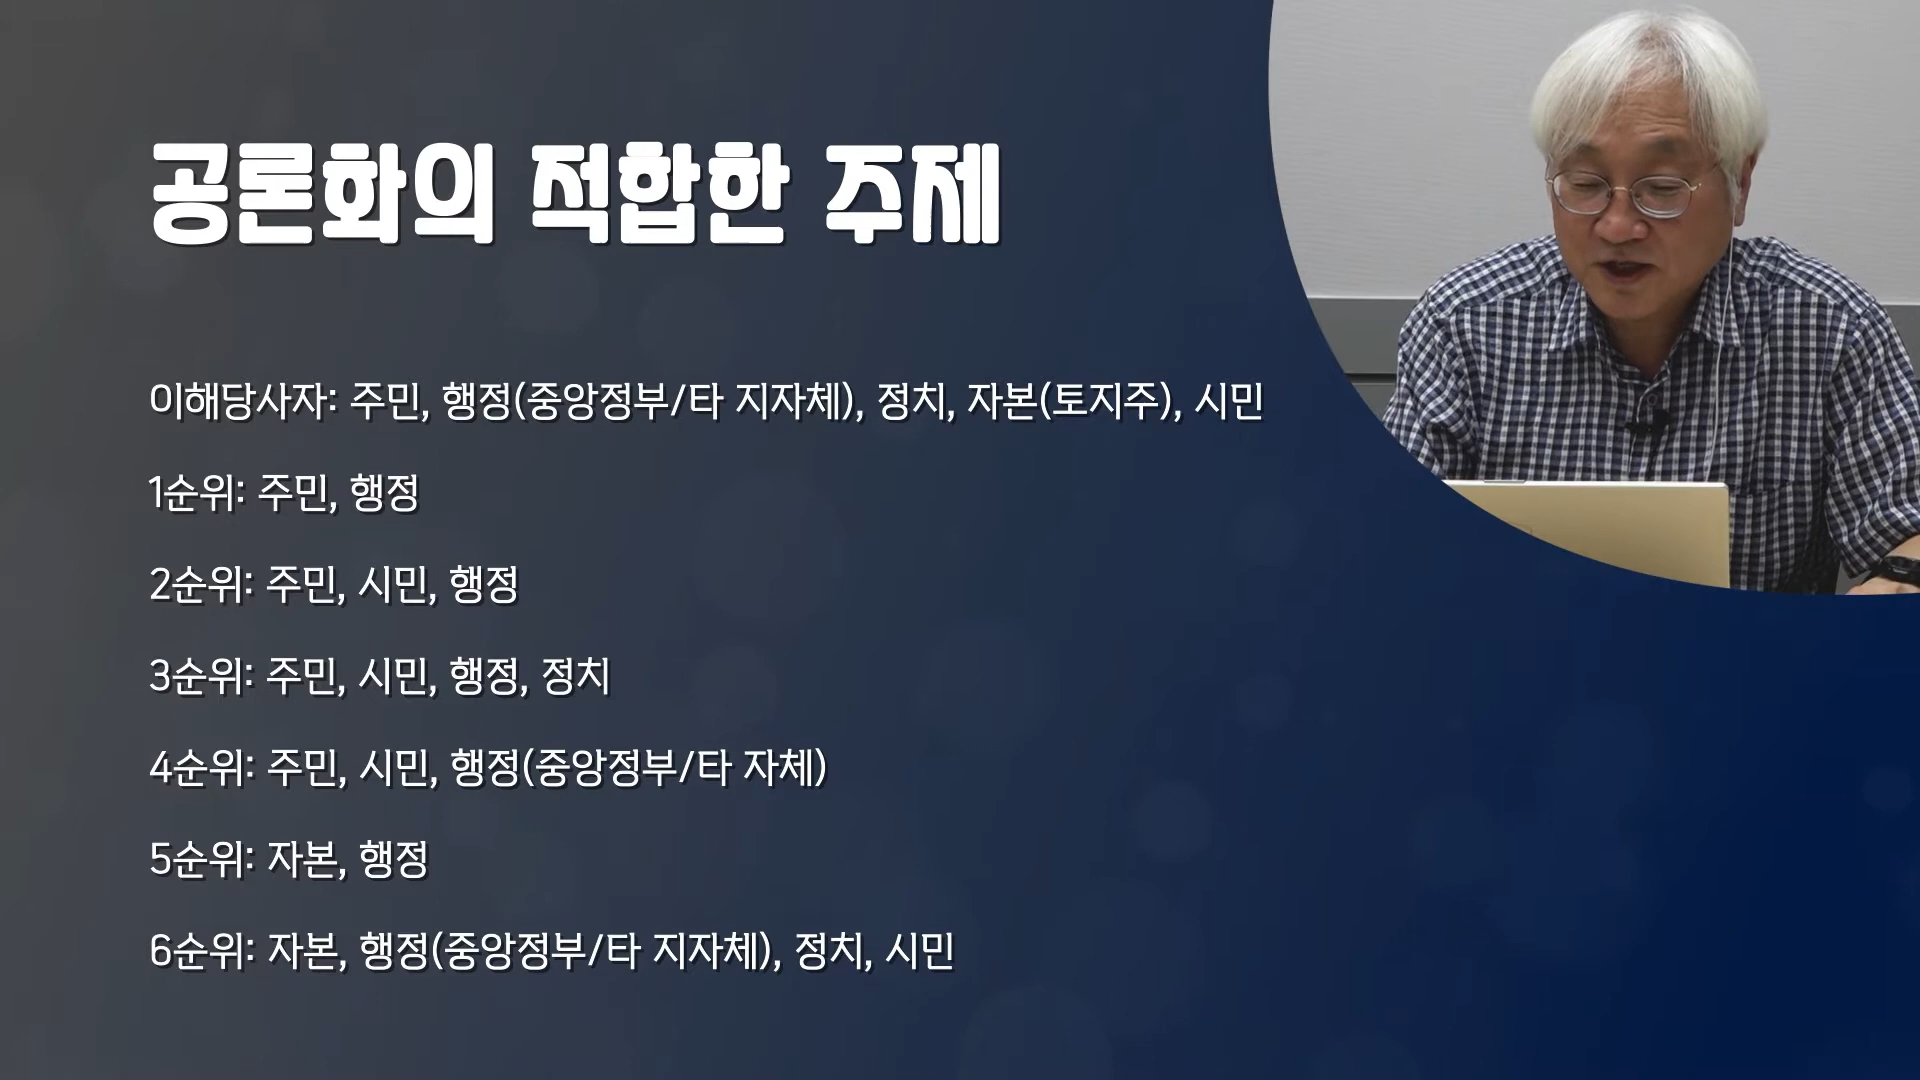 공론화의 적합한 주제
이해당사자: 주민, 행정(중앙정부/타 지자체), 정치, 자본(토지주), 시민
1순위: 주민, 행정
2순위: 주민, 시민, 행정
3순위: 주민, 시민, 행정, 정치
4순위: 주민, 시민, 행정(중앙정부/타 자체)
5순위: 자본, 행정
6순위: 자본, 행정(중앙정부/타 지자체), 정치, 시민